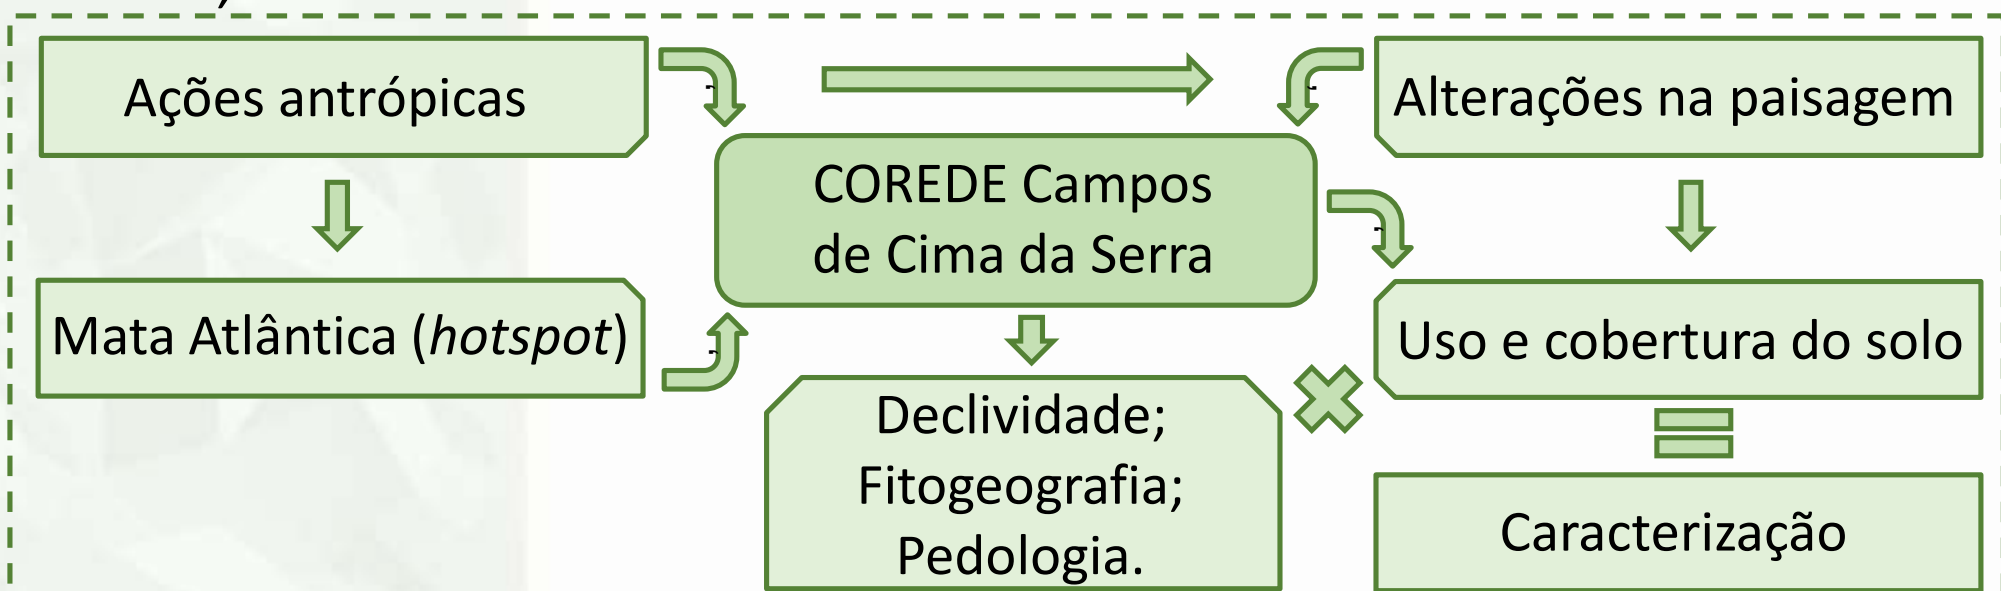 Ações antrópicas
Alterações na paisagem
COREDE Campos
de Cima da Serra
Mata Atlântica (hotspot)
Uso e cobertura do solo
Declividade;
Fitogeografia;
Pedologia.
Caracterização